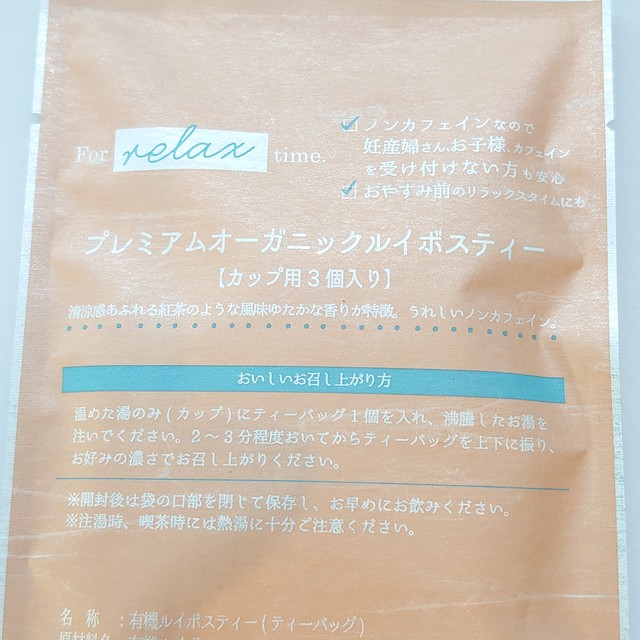 For relax time.
ノンカフェインなので
妊産婦さん、お子様、カフェイン
を受け付けない方も安心
おやすみ前のリラックスタイムにも
プレミアムオーガニックルイボスティー
【カップ用3個入り】
清涼感あふれる紅茶のような風味ゆたかな香りが特徴。うれしいノンカフェイン。
おいしいお召し上がり方
温めた湯のみ(カップ)にティーバッグ1個を入れ、沸騰したお湯を
注いでください。2〜3分程度おいてからティーバッグを上下に振り、
お好みの濃さでお召し上がりください。
※開封後は袋の口部を閉じて保存し、お早めにお飲みください。
※注湯時、喫茶時には熱湯に十分ご注意ください。
名 称 :有機ルイボスティー(ティーバッグ)